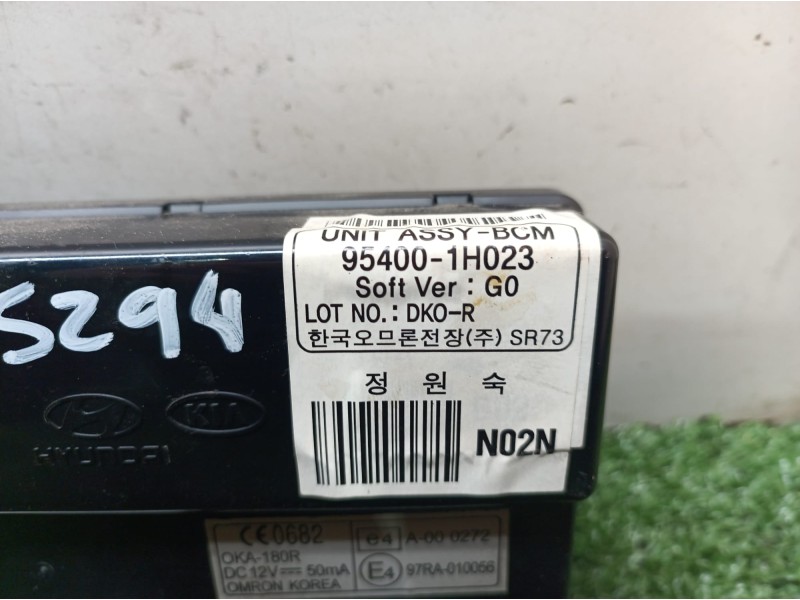 UNIT ASSY-BCM
95400-1H023
Soft Ver : G0
LOT NO.: DKO-R
한국오므론전장(주) SR73
정 원 숙
N02N
S294
KIA
HYUNDAI
CE0682
OKA-180R
DC 12V 50mA
OMRON KOREA
e4 A-00 0272
E4 97RA-010056